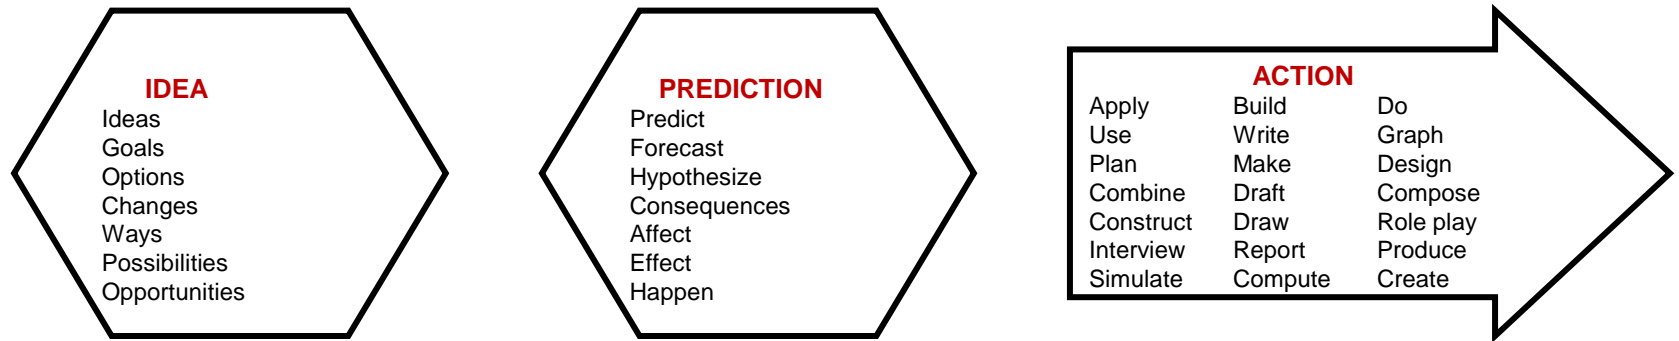 IDEA
Ideas
Goals
Options
Changes
Ways
Possibilities
Opportunities
PREDICTION
Predict
Forecast
Hypothesize
Consequences
Affect
Effect
Happen
ACTION
Apply Build Do
Use Write Graph
Plan Make Design
Combine Draft Compose
Construct Draw Role play
Interview Report Produce
Simulate Compute Create